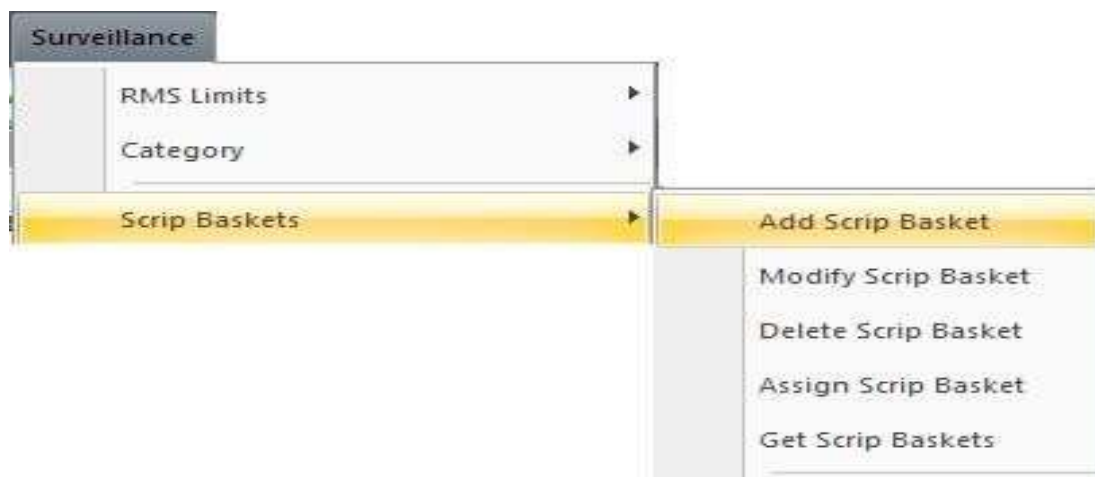 Surveillance
RMS Limits
Category
Scrip Baskets
Add Scrip Basket
Modify Scrip Basket
Delete Scrip Basket
Assign Scrip Basket
Get Scrip Baskets